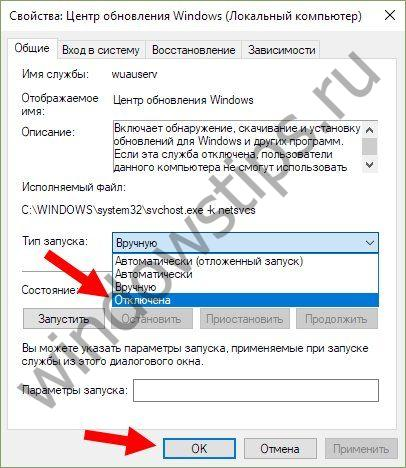 Свойства: Центр обновления Windows (Локальный компьютер)
Общие Вход в систему Восстановление Зависимости
Имя службы: wuauserv
Отображаемое имя: Центр обновления Windows
Описание: Включает обнаружение, скачивание и установку
обновлений для Windows и других программ.
Если эта служба отключена, пользователи
данного компьютера не смогут использовать
Исполняемый файл:
C:\WINDOWS\system32\svchost.exe -k netsvcs
Тип запуска: Вручную
Автоматически (отложенный запуск)
Автоматически
Вручную
Отключена
Состояние:
Запустить Остановить Приостановить Продолжить
Вы можете указать параметры запуска, применяемые при запуске
службы из этого диалогового окна.
Параметры запуска:
OK Отмена Применить
windowstips.ru